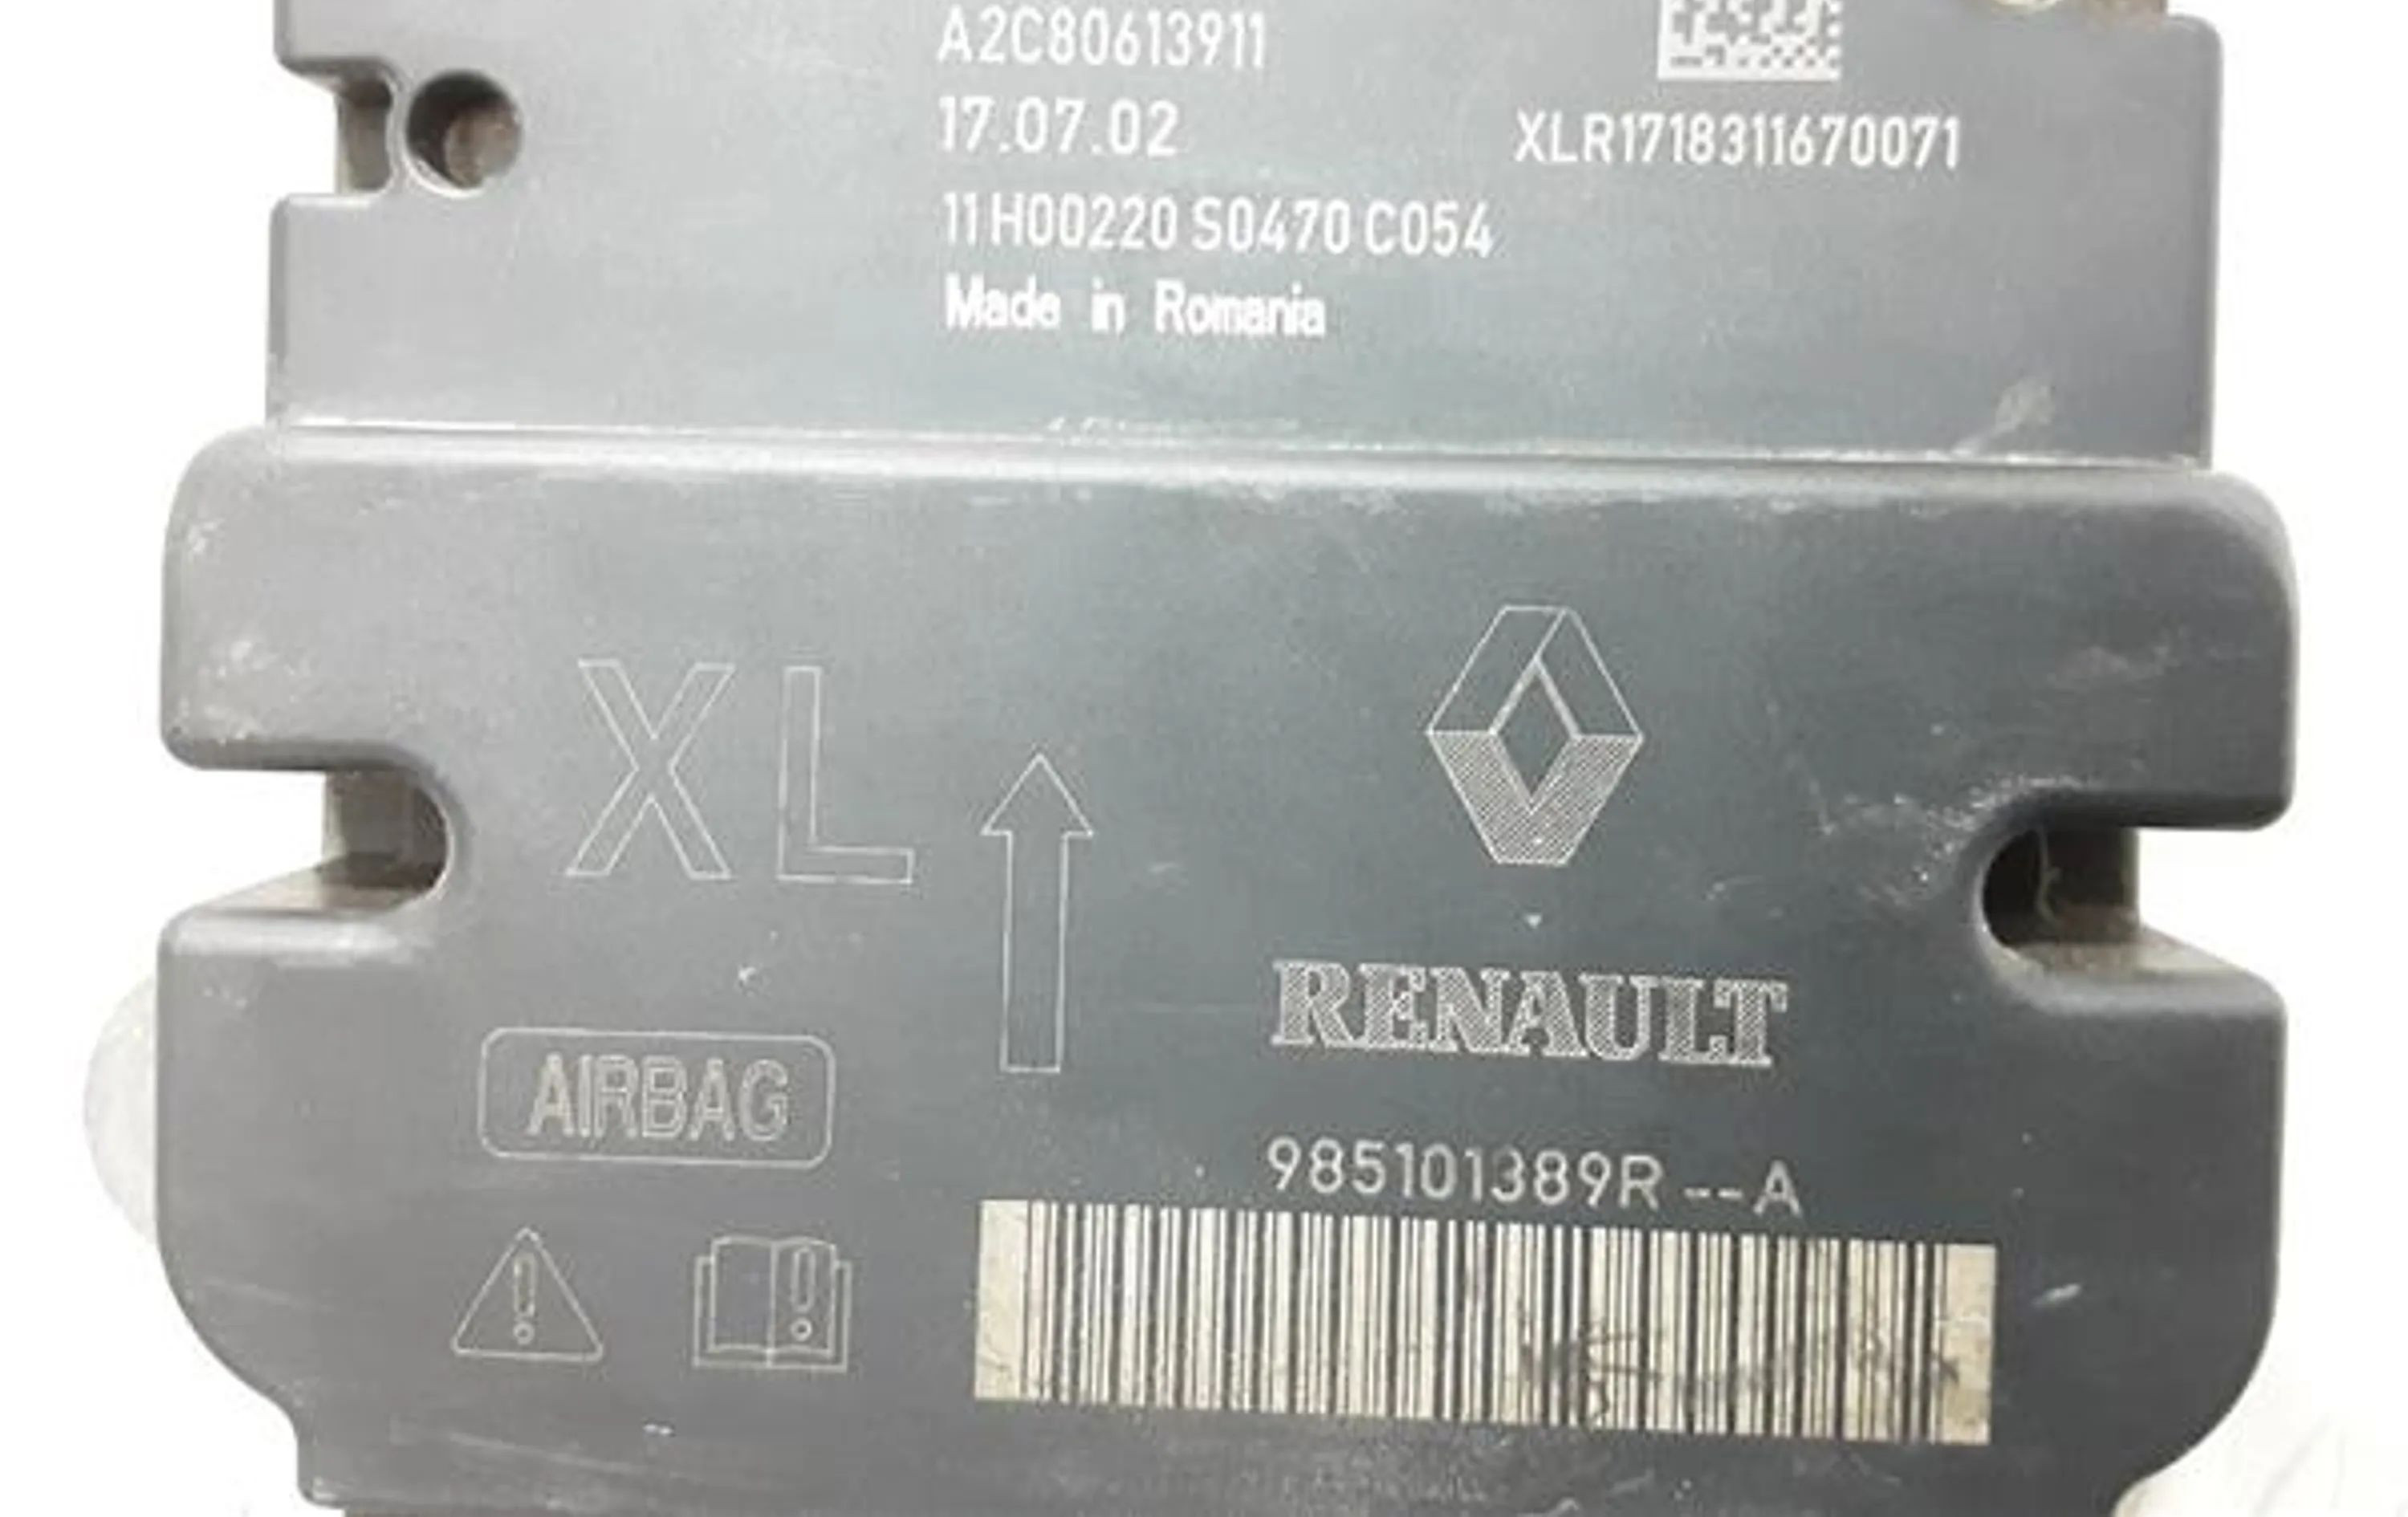 A2C80613911
17.07.02
XLR1718311670071
11H00220 S0470 C054
Made in Romania
XL
RENAULT
AIRBAG
985101389R --A